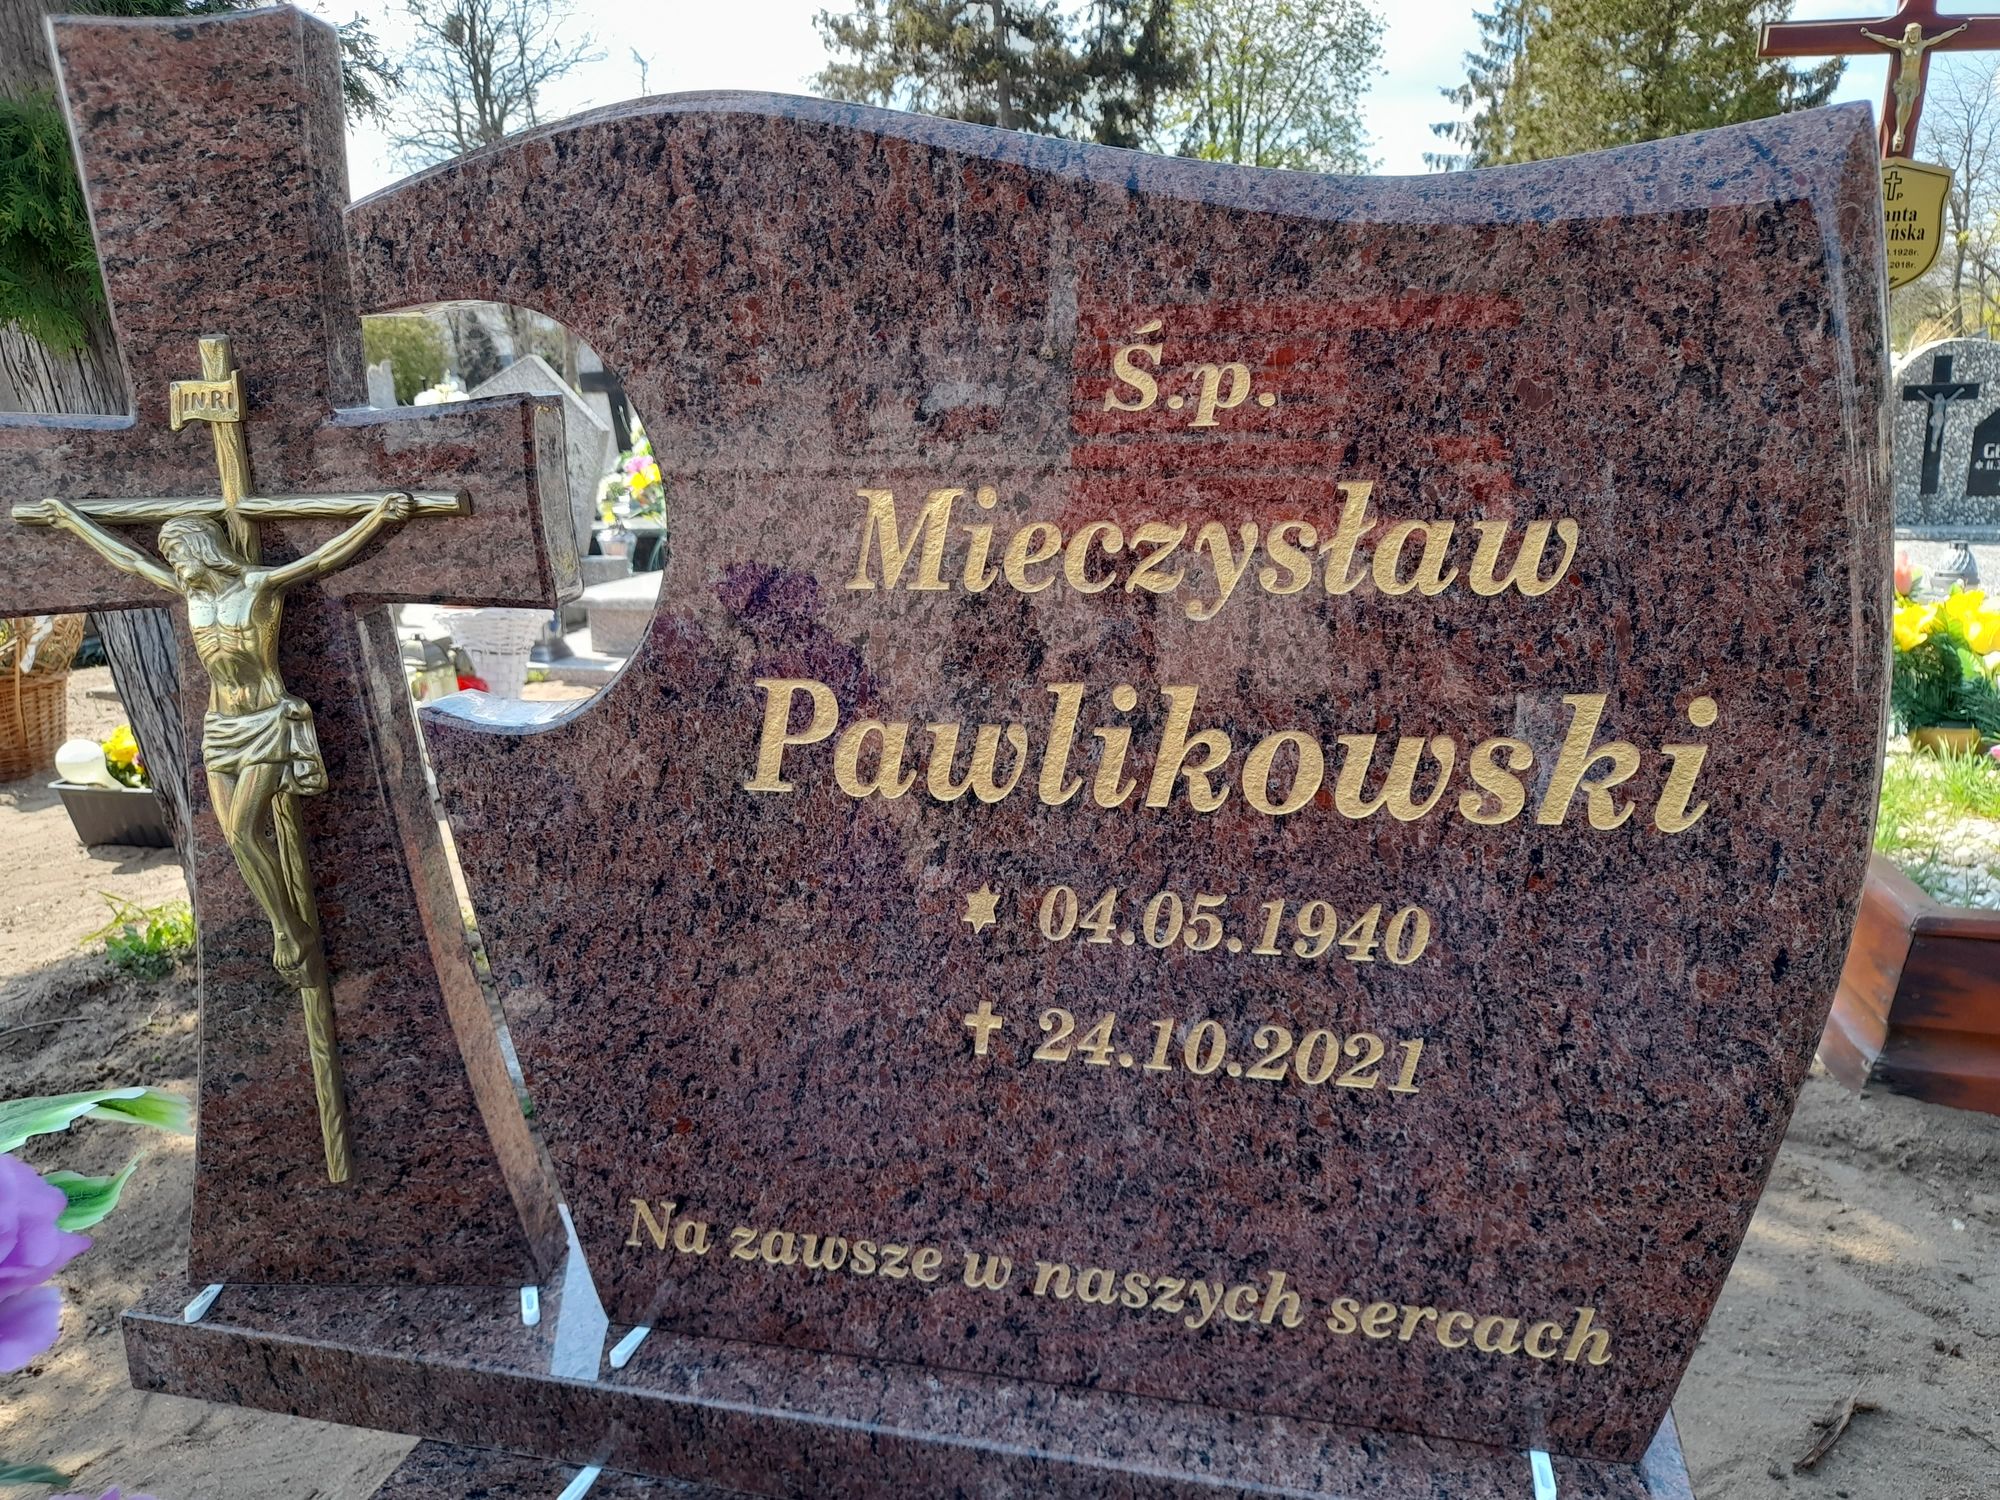 INRI
Ś.p.
Mieczysław
Pawlikowski
✶ 04.05.1940
✝ 24.10.2021
Na zawsze w naszych sercach